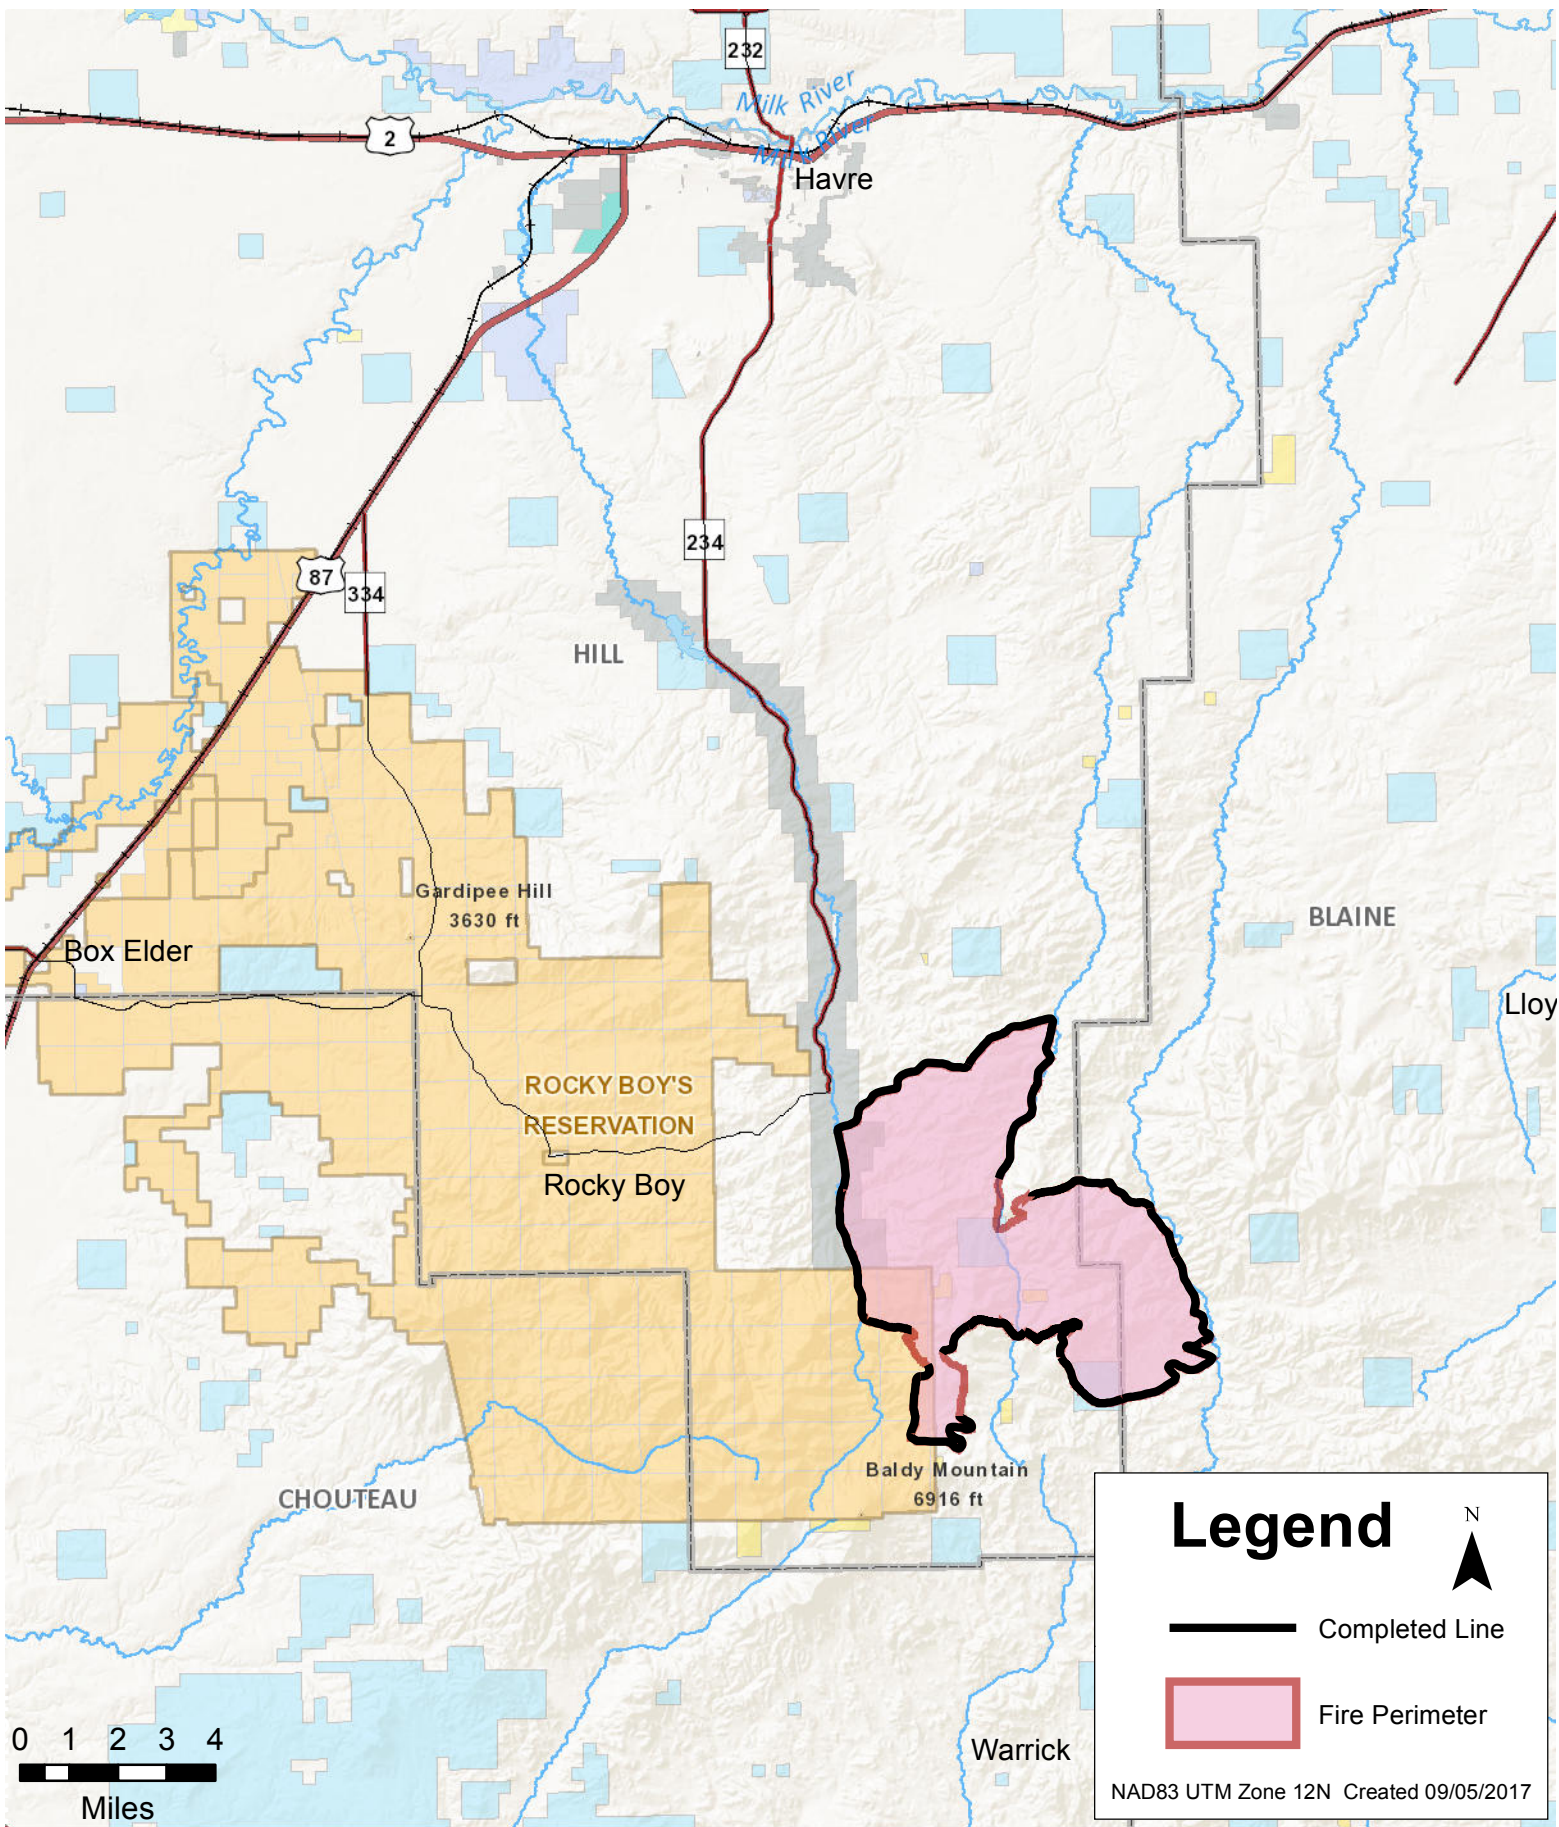 232
Milk River
2
Milk River
Havre
234
87
334
HILL
Gardipee Hill
3630 ft
BLAINE
Box Elder
Lloy
ROCKY BOY'S
RESERVATION
Rocky Boy
Baldy Mountain
6916 ft
CHOUTEAU
Legend
N
Completed Line
Fire Perimeter
0 1 2 3 4
Miles
Warrick
NAD83 UTM Zone 12N Created 09/05/2017